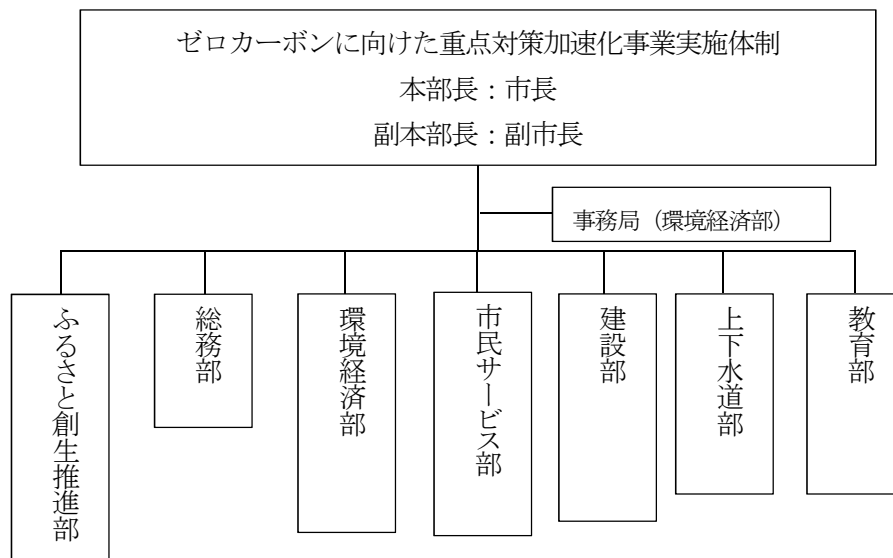 ゼロカーボンに向けた重点対策加速化事業実施体制
本部長：市長
副本部長：副市長
事務局（環境経済部）
ふるさと創生推進部
総務部
環境経済部
市民サービス部
建設部
上下水道部
教育部